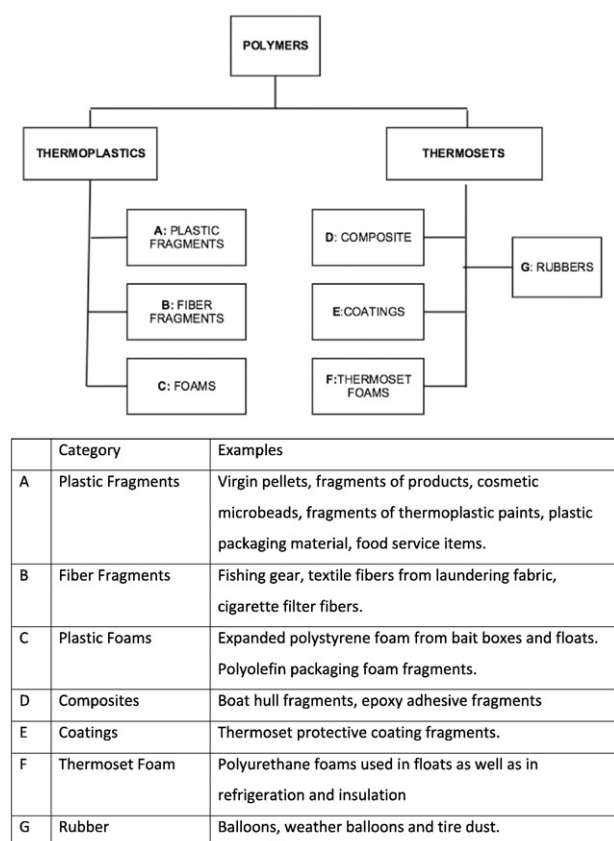 POLYMERS
THERMOPLASTICS
THERMOSETS
A: PLASTIC
FRAGMENTS
D: COMPOSITE
G: RUBBERS
B: FIBER
FRAGMENTS
E:COATINGS
C: FOAMS
F:THERMOSET
FOAMS
Category Examples
A Plastic Fragments Virgin pellets, fragments of products, cosmetic
microbeads, fragments of thermoplastic paints, plastic
packaging material, food service items.
B Fiber Fragments Fishing gear, textile fibers from laundering fabric,
cigarette filter fibers.
C Plastic Foams Expanded polystyrene foam from bait boxes and floats.
Polyolefin packaging foam fragments.
D Composites Boat hull fragments, epoxy adhesive fragments
E Coatings Thermoset protective coating fragments.
F Thermoset Foam Polyurethane foams used in floats as well as in
refrigeration and insulation
G Rubber Balloons, weather balloons and tire dust.